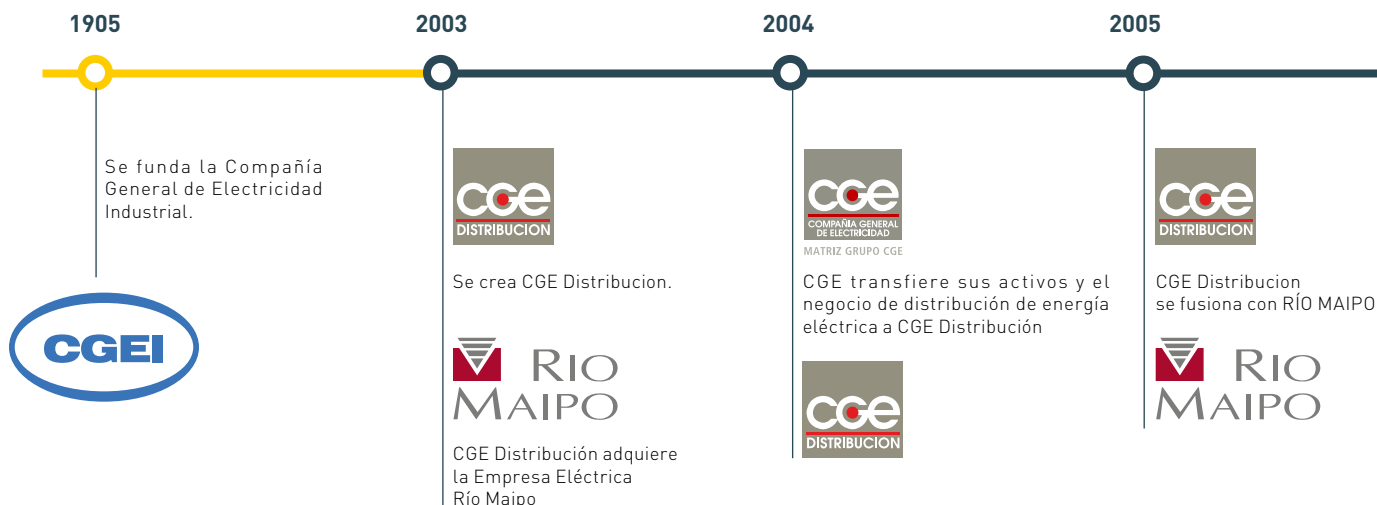 1905
Se funda la Compañía
General de Electricidad
Industrial.
CGEI
2003
cge
DISTRIBUCION
Se crea CGE Distribucion.
RIO
MAIPO
CGE Distribución adquiere
la Empresa Eléctrica
Río Maipo
2004
cge
COMPAÑIA GENERAL
DE ELECTRICIDAD
MATRIZ GRUPO CGE
CGE transfiere sus activos y el
negocio de distribución de energía
eléctrica a CGE Distribución
cge
DISTRIBUCION
2005
cge
DISTRIBUCION
CGE Distribucion
se fusiona con RÍO MAIPO
RIO
MAIPO